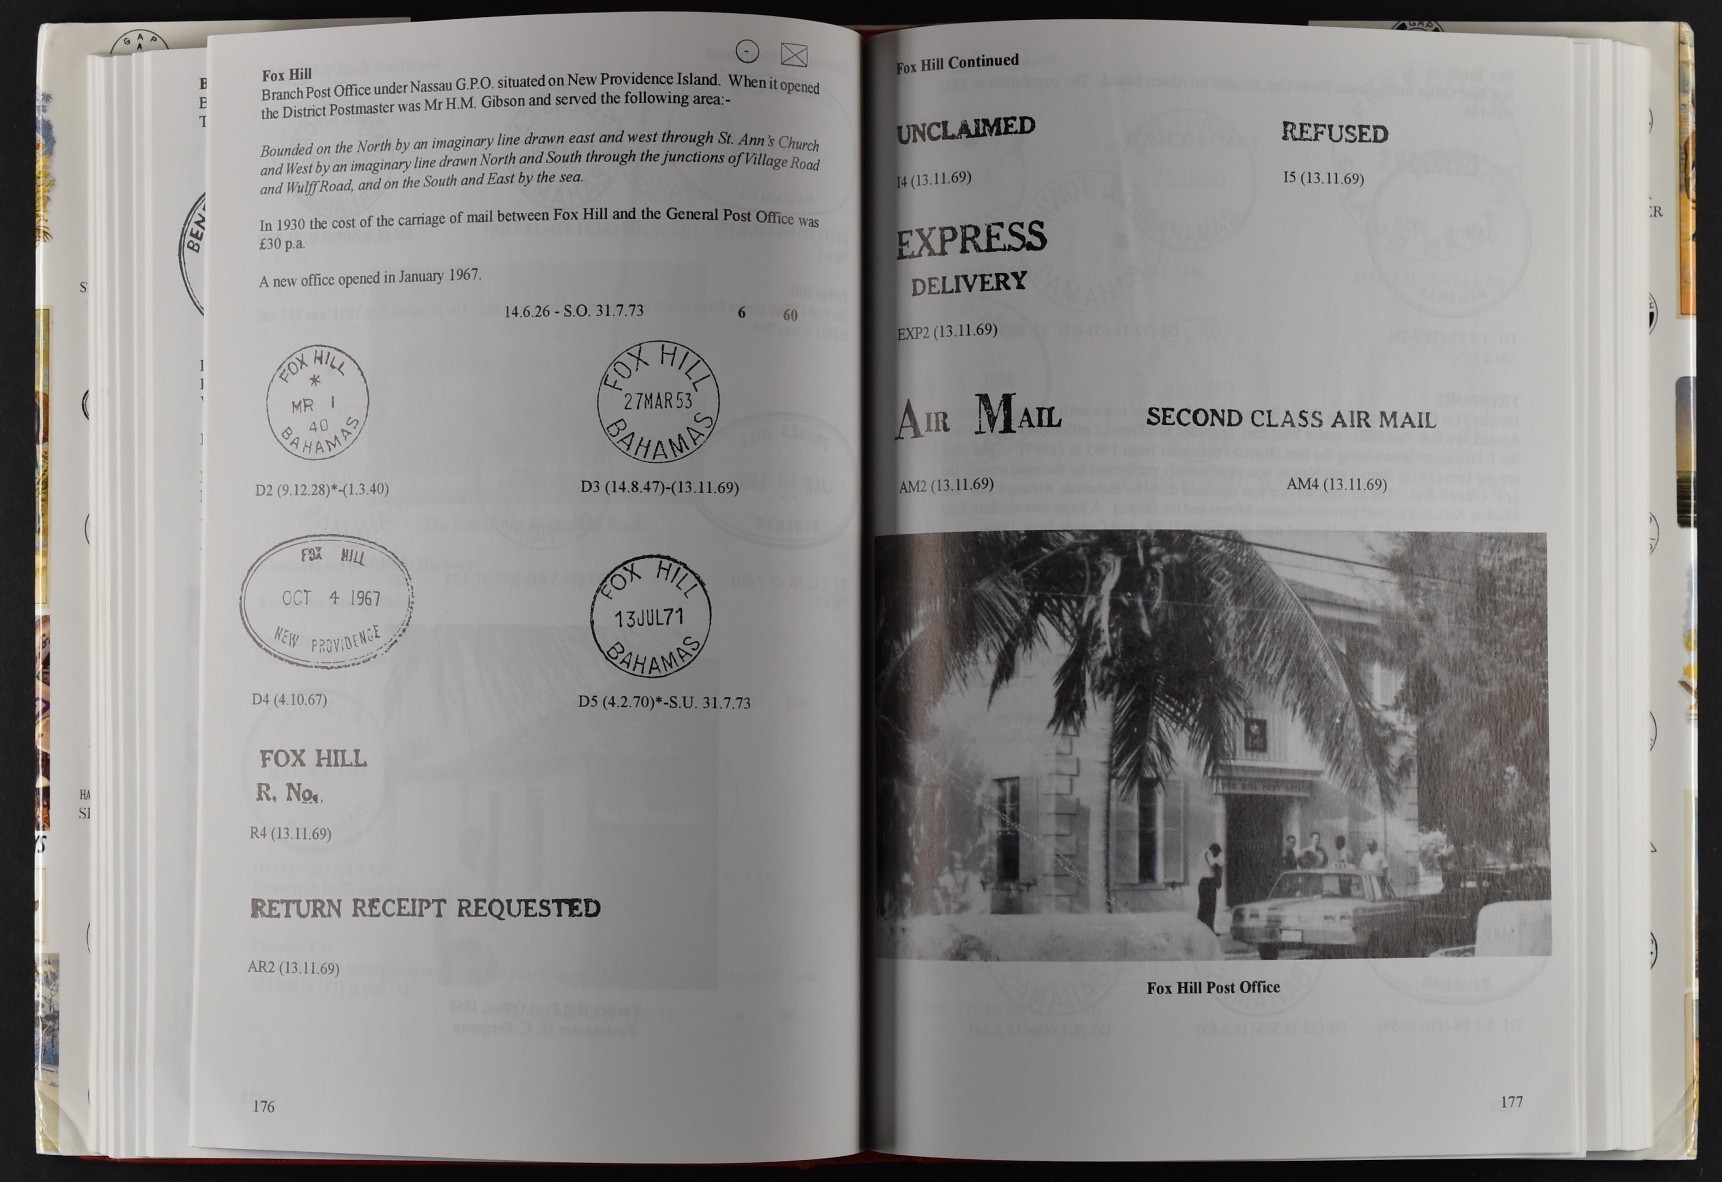 Fox Hill
Branch Post Office under Nassau G.P.O. situated on New Providence Island. When it opened
the District Postmaster was Mr H.M. Gibson and served the following area:-
Bounded on the North by an imaginary line drawn east and west through St. Ann's Church
and West by an imaginary line drawn North and South through the junctions of Village Road
and Wulff Road, and on the South and East by the sea.
In 1930 the cost of the carriage of mail between Fox Hill and the General Post Office was
£30 p.a.
A new office opened in January 1967.
14.6.26 - S.O. 31.7.73 6 60
FOX HILL
*
MR 1
40
BAHAMAS
FOX HILL
27MAR53
BAHAMAS
D2 (9.12.28)*-(1.3.40)
D3 (14.8.47)-(13.11.69)
FOX HILL
OCT 4 1967
NEW PROVIDENCE
FOX HILL
13JUL71
BAHAMAS
D4 (4.10.67)
D5 (4.2.70)*-S.U. 31.7.73
FOX HILL
R. No.
R4 (13.11.69)
RETURN RECEIPT REQUESTED
AR2 (13.11.69)
176
Fox Hill Continued
UNCLAIMED
REFUSED
I4 (13.11.69)
I5 (13.11.69)
EXPRESS
DELIVERY
EXP2 (13.11.69)
AIR MAIL
SECOND CLASS AIR MAIL
AM2 (13.11.69)
AM4 (13.11.69)
Fox Hill Post Office
177
BEN
GAP